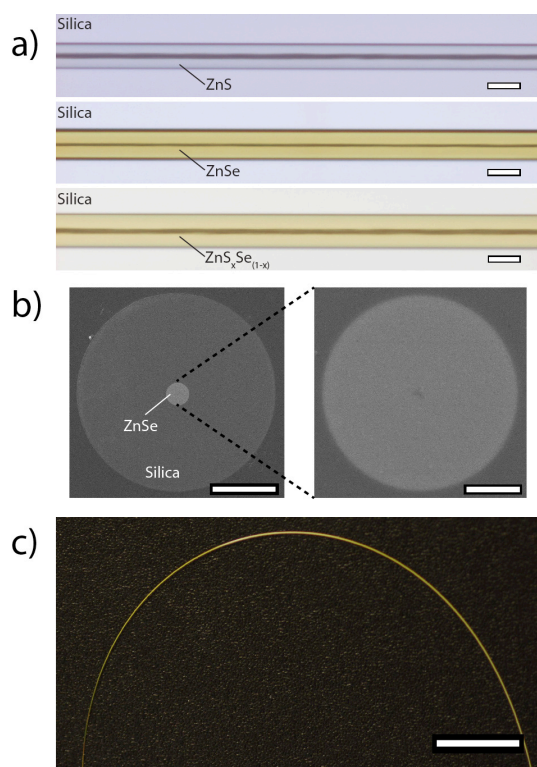 a)
Silica
ZnS
Silica
ZnSe
Silica
ZnSₓSe₍₁₋ₓ₎
b)
ZnSe
Silica
c)